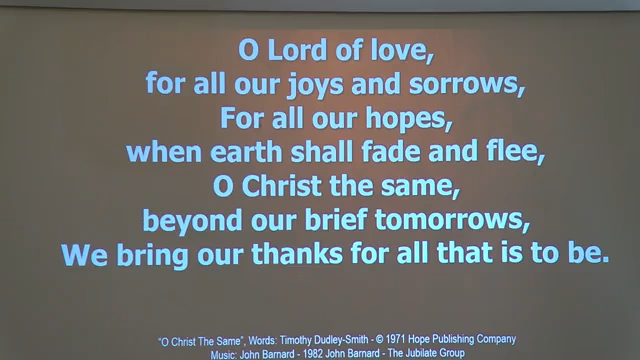 O Lord of love,
for all our joys and sorrows,
For all our hopes,
when earth shall fade and flee,
O Christ the same,
beyond our brief tomorrows,
We bring our thanks for all that is to be.
"O Christ The Same", Words: Timothy Dudley-Smith - © 1971 Hope Publishing Company
Music: John Barnard - 1982 John Barnard - The Jubilate Group